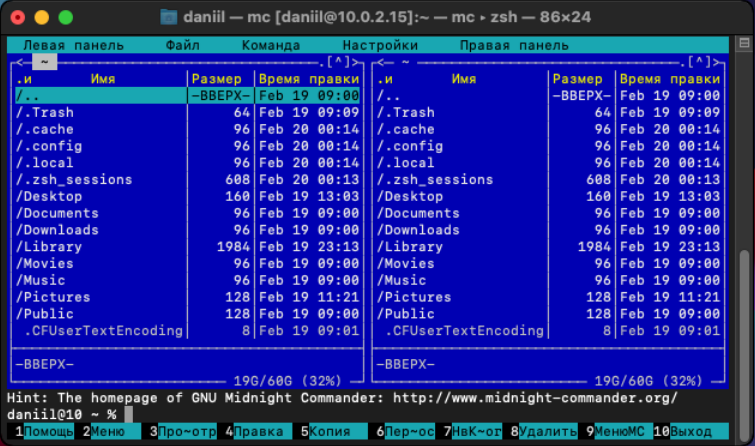 daniil — mc [daniil@10.0.2.15]:~ — mc ▸ zsh — 86×24
Левая панель Файл Команда Настройки Правая панель
<— ~ .[^]> <— ~ .[^]>
.и Имя Размер Время правки .и Имя Размер Время правки
/.. –ВВЕРХ– Feb 19 09:00 /.. –ВВЕРХ– Feb 19 09:00
/.Trash 64 Feb 19 09:09 /.Trash 64 Feb 19 09:09
/.cache 96 Feb 20 00:14 /.cache 96 Feb 20 00:14
/.config 96 Feb 20 00:14 /.config 96 Feb 20 00:14
/.local 96 Feb 20 00:14 /.local 96 Feb 20 00:14
/.zsh_sessions 608 Feb 20 00:13 /.zsh_sessions 608 Feb 20 00:13
/Desktop 160 Feb 19 13:03 /Desktop 160 Feb 19 13:03
/Documents 96 Feb 19 09:00 /Documents 96 Feb 19 09:00
/Downloads 96 Feb 19 09:00 /Downloads 96 Feb 19 09:00
/Library 1984 Feb 19 23:13 /Library 1984 Feb 19 23:13
/Movies 96 Feb 19 09:00 /Movies 96 Feb 19 09:00
/Music 96 Feb 19 09:00 /Music 96 Feb 19 09:00
/Pictures 128 Feb 19 11:21 /Pictures 128 Feb 19 11:21
/Public 128 Feb 19 09:00 /Public 128 Feb 19 09:00
.CFUserTextEncoding 8 Feb 19 09:01 .CFUserTextEncoding 8 Feb 19 09:01
–ВВЕРХ– –ВВЕРХ–
19G/60G (32%) 19G/60G (32%)
Hint: The homepage of GNU Midnight Commander: http://www.midnight-commander.org/
daniil@10 ~ %
1Помощь 2Меню 3Про~отр 4Правка 5Копия 6Пер~ос 7НвК~ог 8Удалить 9МенюMC 10Выход